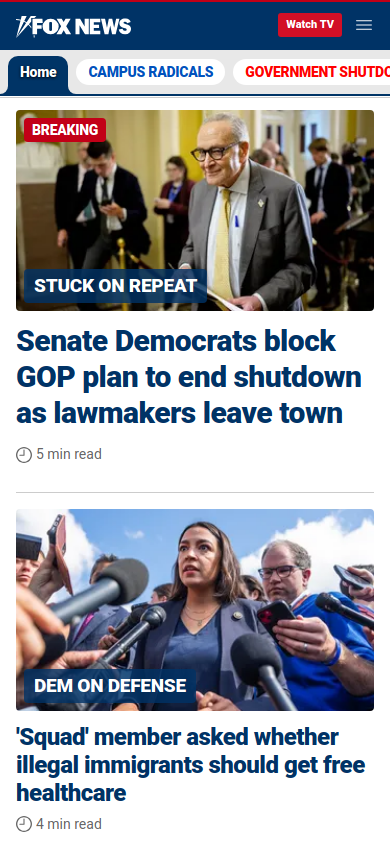 FOX NEWS
Watch TV
Home
CAMPUS RADICALS
GOVERNMENT SHUTDO
BREAKING
STUCK ON REPEAT
Senate Democrats block
GOP plan to end shutdown
as lawmakers leave town
5 min read
DEM ON DEFENSE
'Squad' member asked whether
illegal immigrants should get free
healthcare
4 min read